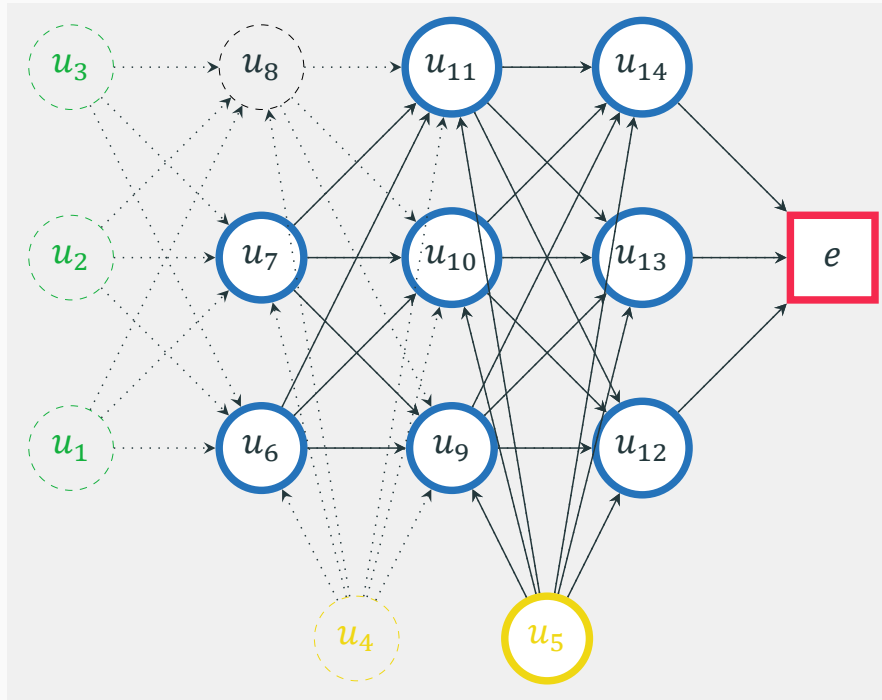 u₃ u₈ u₁₁ u₁₄
u₂ u₇ u₁₀ u₁₃ e
u₁ u₆ u₉ u₁₂
u₄ u₅